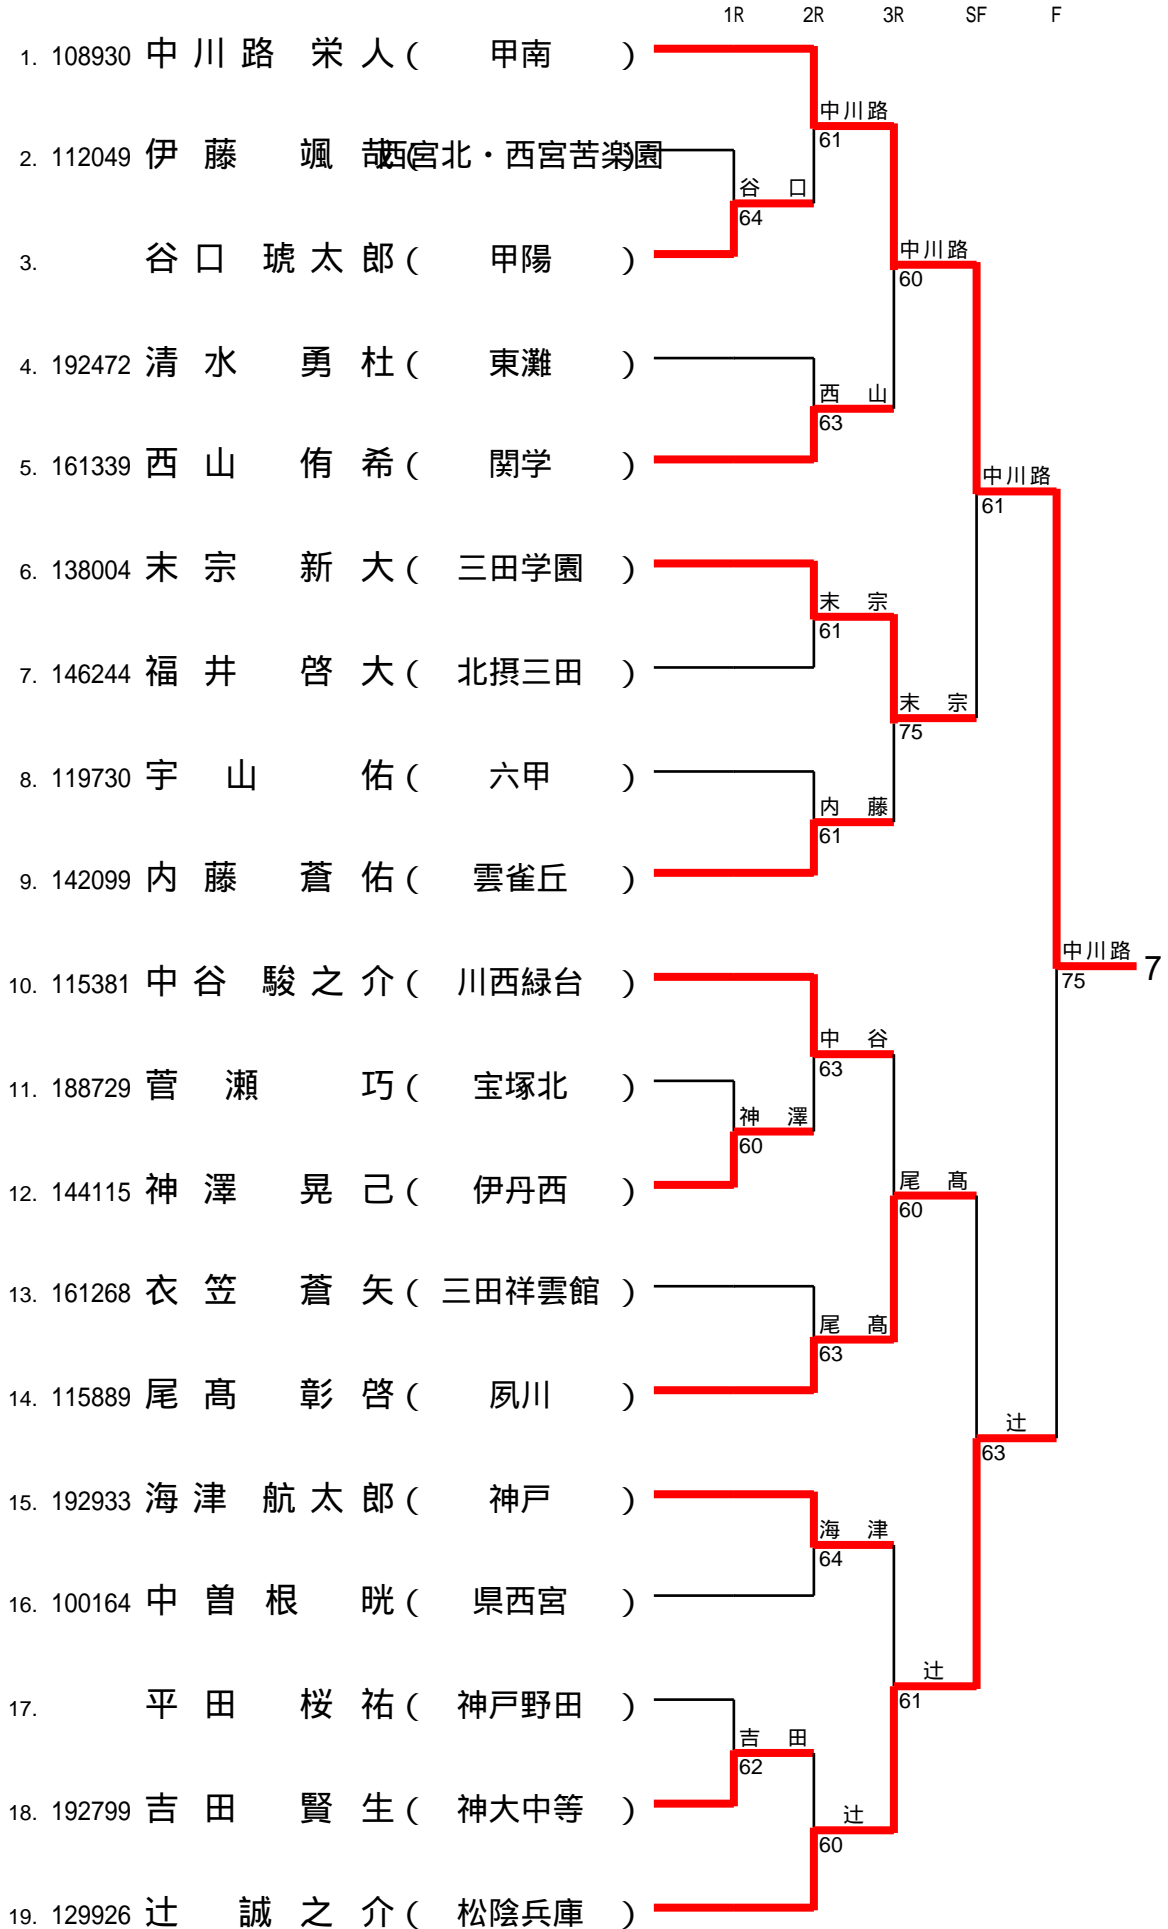 1R 2R 3R SF F
1. 108930 中川路 栄人 ( 甲南 )
中川路
61
2. 112049 伊藤 颯哉 ( 西宮北・西宮苦楽園 )
谷口
64
3. 谷口 琥太郎 ( 甲陽 )
中川路
60
4. 192472 清水 勇杜 ( 東灘 )
西山
63
5. 161339 西山 侑希 ( 関学 )
中川路
61
6. 138004 末宗 新大 ( 三田学園 )
末宗
61
7. 146244 福井 啓大 ( 北摂三田 )
末宗
75
8. 119730 宇山 佑 ( 六甲 )
内藤
61
9. 142099 内藤 蒼佑 ( 雲雀丘 )
中川路 7
75
10. 115381 中谷 駿之介 ( 川西緑台 )
中谷
63
11. 188729 菅瀬 巧 ( 宝塚北 )
神澤
60
12. 144115 神澤 晃己 ( 伊丹西 )
尾髙
60
13. 161268 衣笠 蒼矢 ( 三田祥雲館 )
尾髙
63
14. 115889 尾髙 彰啓 ( 夙川 )
辻
63
15. 192933 海津 航太郎 ( 神戸 )
海津
64
16. 100164 中曽根 晄 ( 県西宮 )
辻
61
17. 平田 桜祐 ( 神戸野田 )
吉田
62
18. 192799 吉田 賢生 ( 神大中等 )
辻
60
19. 129926 辻 誠之介 ( 松陰兵庫 )